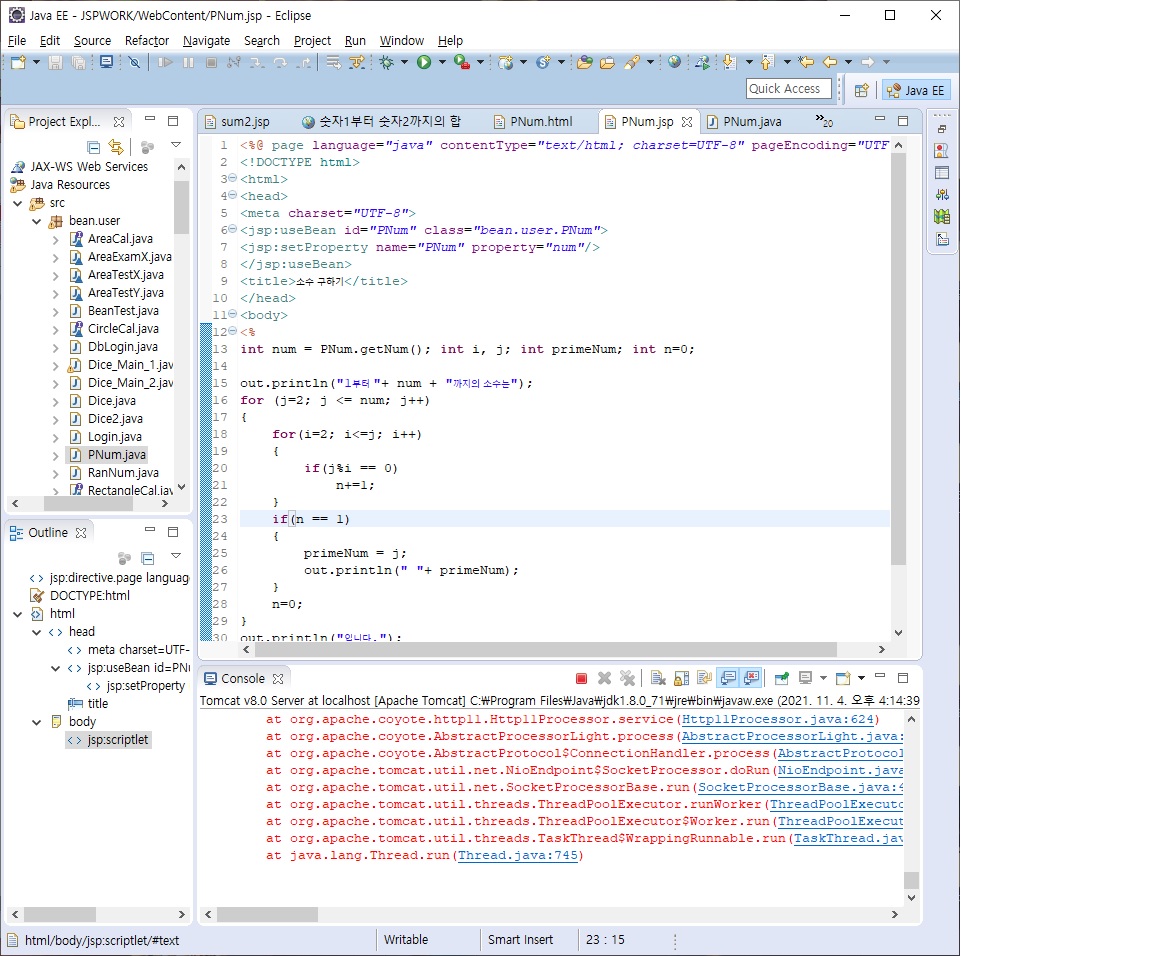 Java EE - JSPWORK/WebContent/PNum.jsp - Eclipse
File Edit Source Refactor Navigate Search Project Run Window Help
Quick Access
Java EE
Project Expl...
JAX-WS Web Services
Java Resources
src
bean.user
AreaCal.java
AreaExamX.java
AreaTestX.java
AreaTestY.java
BeanTest.java
CircleCal.java
DbLogin.java
Dice_Main_1.jav
Dice_Main_2.jav
Dice.java
Dice2.java
Login.java
PNum.java
RanNum.java
RectangleCal.jav
Outline
jsp:directive.page languag
DOCTYPE:html
html
head
meta charset=UTF-
jsp:useBean id=PN
jsp:setProperty
title
body
jsp:scriptlet
sum2.jsp 숫자1부터 숫자2까지의 합 PNum.html PNum.jsp PNum.java »20
1 <%@ page language="java" contentType="text/html; charset=UTF-8" pageEncoding="UTF
2 <!DOCTYPE html>
3 <html>
4 <head>
5 <meta charset="UTF-8">
6 <jsp:useBean id="PNum" class="bean.user.PNum">
7 <jsp:setProperty name="PNum" property="num"/>
8 </jsp:useBean>
9 <title>소수 구하기</title>
10 </head>
11 <body>
12 <%
13 int num = PNum.getNum(); int i, j; int primeNum; int n=0;
14
15 out.println("1부터 "+ num + "까지의 소수는");
16 for (j=2; j <= num; j++)
17 {
18     for(i=2; i<=j; i++)
19     {
20         if(j%i == 0)
21             n+=1;
22     }
23     if(n == 1)
24     {
25         primeNum = j;
26         out.println(" "+ primeNum);
27     }
28     n=0;
29 }
30 out.println("입니다.");
Console
Tomcat v8.0 Server at localhost [Apache Tomcat] C:₩Program Files₩Java₩jdk1.8.0_71₩jre₩bin₩javaw.exe (2021. 11. 4. 오후 4:14:39
at org.apache.coyote.http11.Http11Processor.service(Http11Processor.java:624)
at org.apache.coyote.AbstractProcessorLight.process(AbstractProcessorLight.java:
at org.apache.coyote.AbstractProtocol$ConnectionHandler.process(AbstractProtocol
at org.apache.tomcat.util.net.NioEndpoint$SocketProcessor.doRun(NioEndpoint.java
at org.apache.tomcat.util.net.SocketProcessorBase.run(SocketProcessorBase.java:4
at org.apache.tomcat.util.threads.ThreadPoolExecutor.runWorker(ThreadPoolExecuto
at org.apache.tomcat.util.threads.ThreadPoolExecutor$Worker.run(ThreadPoolExecut
at org.apache.tomcat.util.threads.TaskThread$WrappingRunnable.run(TaskThread.jav
at java.lang.Thread.run(Thread.java:745)
html/body/jsp:scriptlet/#text Writable Smart Insert 23 : 15